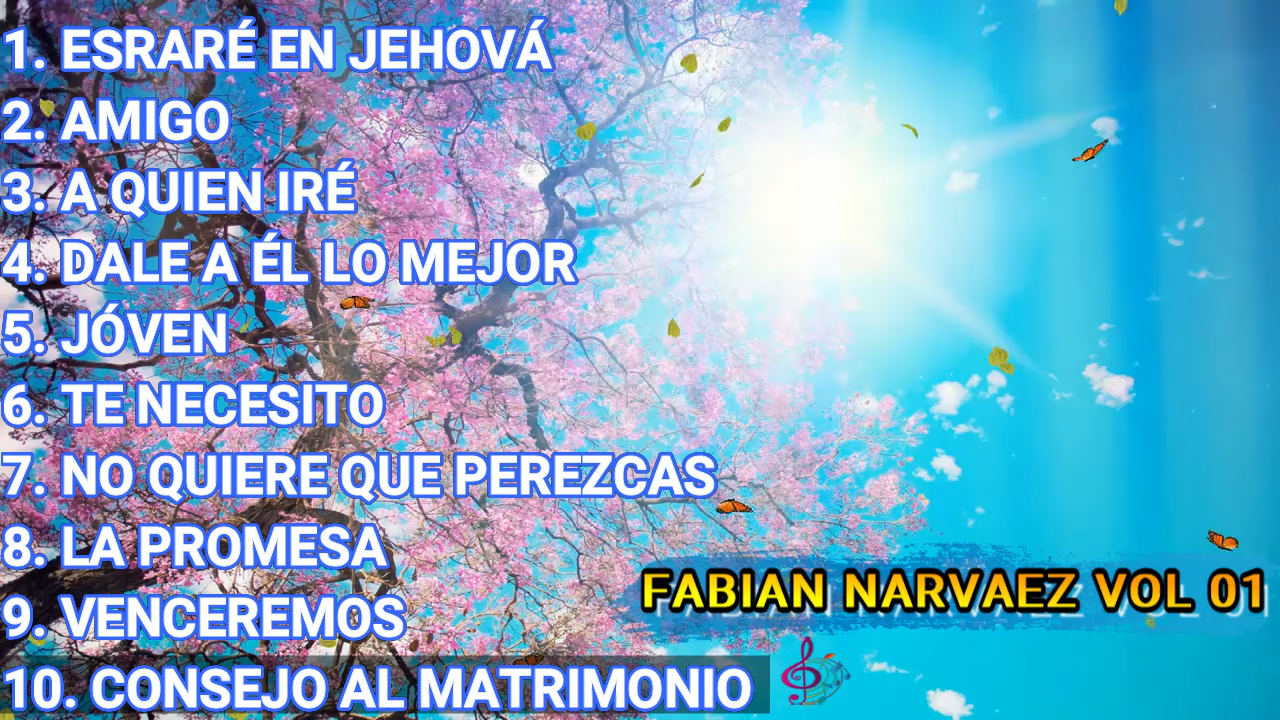 1. ESRARÉ EN JEHOVÁ
2. AMIGO
3. A QUIEN IRÉ
4. DALE A ÉL LO MEJOR
5. JÓVEN
6. TE NECESITO
7. NO QUIERE QUE PEREZCAS
8. LA PROMESA
9. VENCEREMOS
10. CONSEJO AL MATRIMONIO
FABIAN NARVAEZ VOL 01